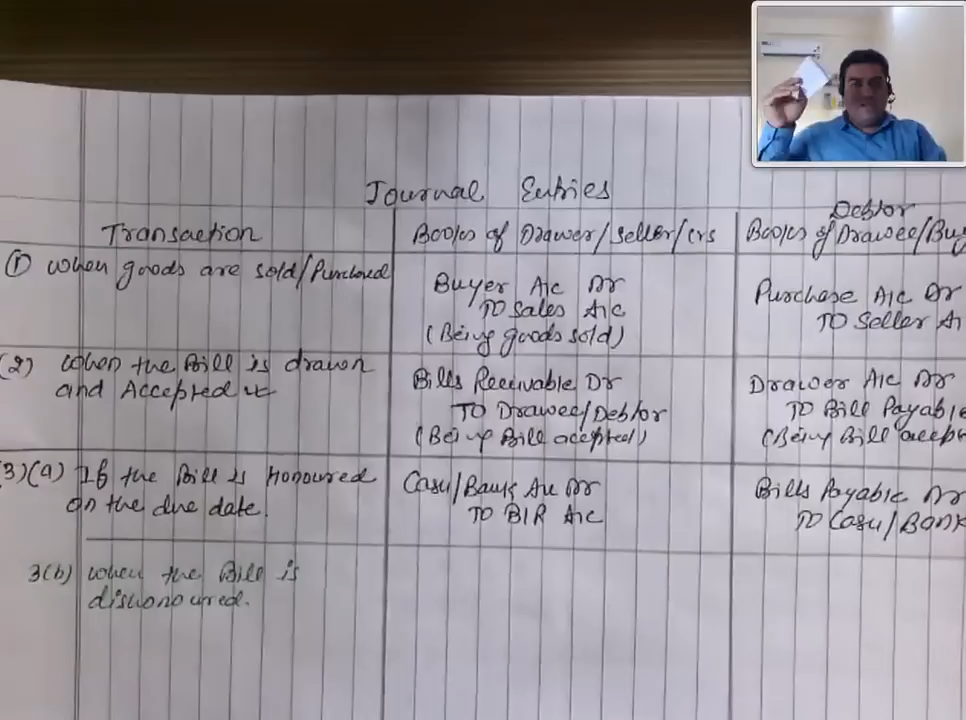 Journal Entries
Transaction
Books of Drawer/Seller/crs
Debtor
Books of Drawee/Buy
(1) When goods are sold/Purchased
Buyer A/c Dr
To Sales A/c
(Being goods sold)
Purchase A/c Dr
To Seller A
(2) When the Bill is drawn
and Accepted
Bills Receivable Dr
To Drawee/Debtor
(Being Bill accepted)
Drawer A/c Dr
To Bill Payable
(Being Bill accep
3)(a) If the Bill is Honoured
on the due date.
Cash/Bank A/c Dr
To B/R A/c
Bills Payable Dr
To Cash/Bank
3(b) when the Bill is
dishonoured.